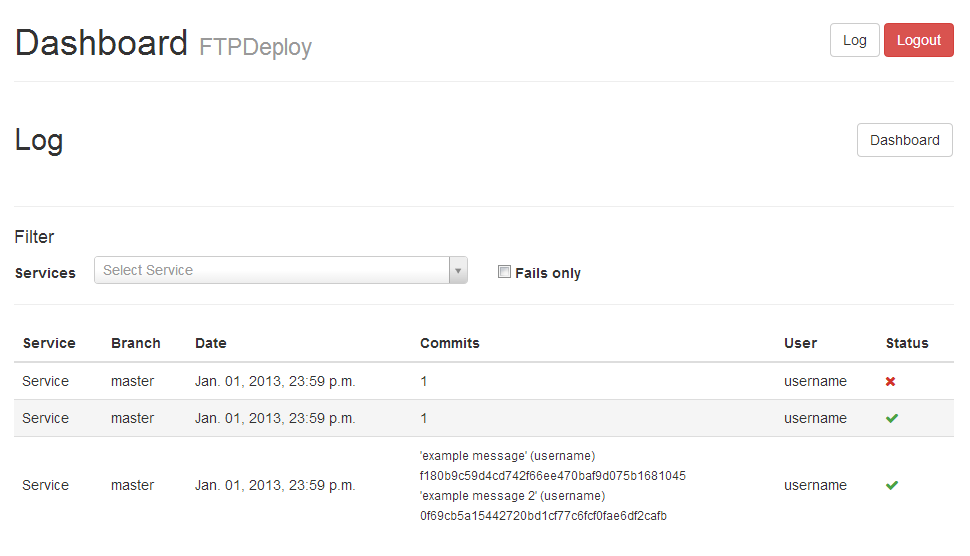 Dashboard FTPDeploy Log Logout
Log Dashboard
Filter
Services Select Service Fails only
Service Branch Date Commits User Status
Service master Jan. 01, 2013, 23:59 p.m. 1 username
Service master Jan. 01, 2013, 23:59 p.m. 1 username
'example message' (username)
f180b9c59d4cd742f66ee470baf9d075b1681045
Service master Jan. 01, 2013, 23:59 p.m. username
'example message 2' (username)
0f69cb5a15442720bd1cf77c6fcf0fae6df2cafb